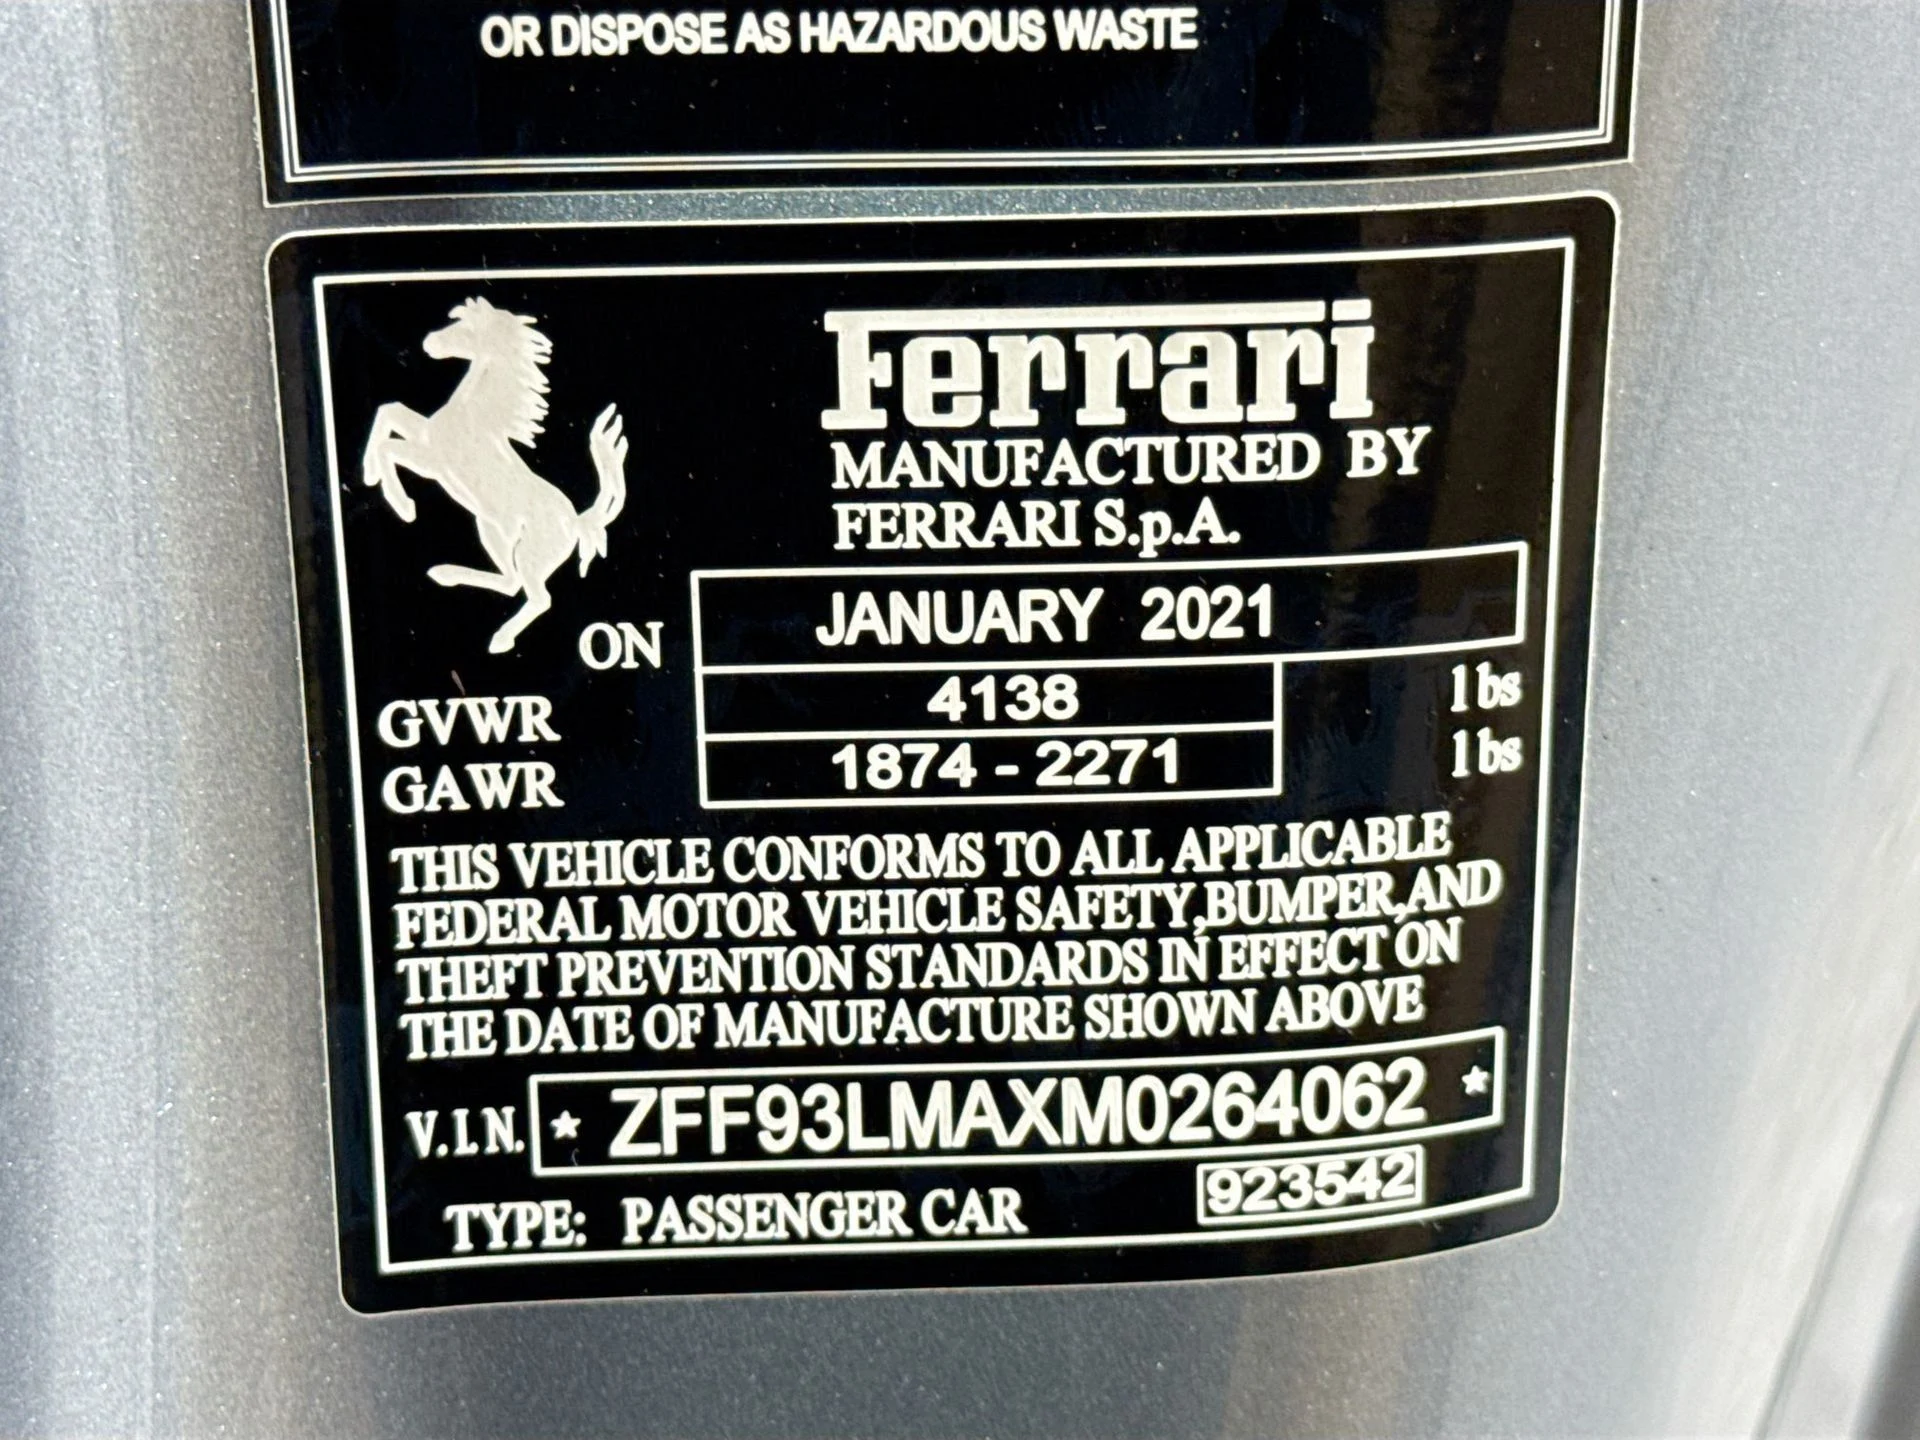 OR DISPOSE AS HAZARDOUS WASTE
Ferrari
MANUFACTURED BY
FERRARI S.p.A.
ON JANUARY 2021
GVWR 4138 lbs
GAWR 1874 - 2271 lbs
THIS VEHICLE CONFORMS TO ALL APPLICABLE
FEDERAL MOTOR VEHICLE SAFETY,BUMPER,AND
THEFT PREVENTION STANDARDS IN EFFECT ON
THE DATE OF MANUFACTURE SHOWN ABOVE
V.I.N. * ZFF93LMAXM0264062 *
TYPE: PASSENGER CAR 923542